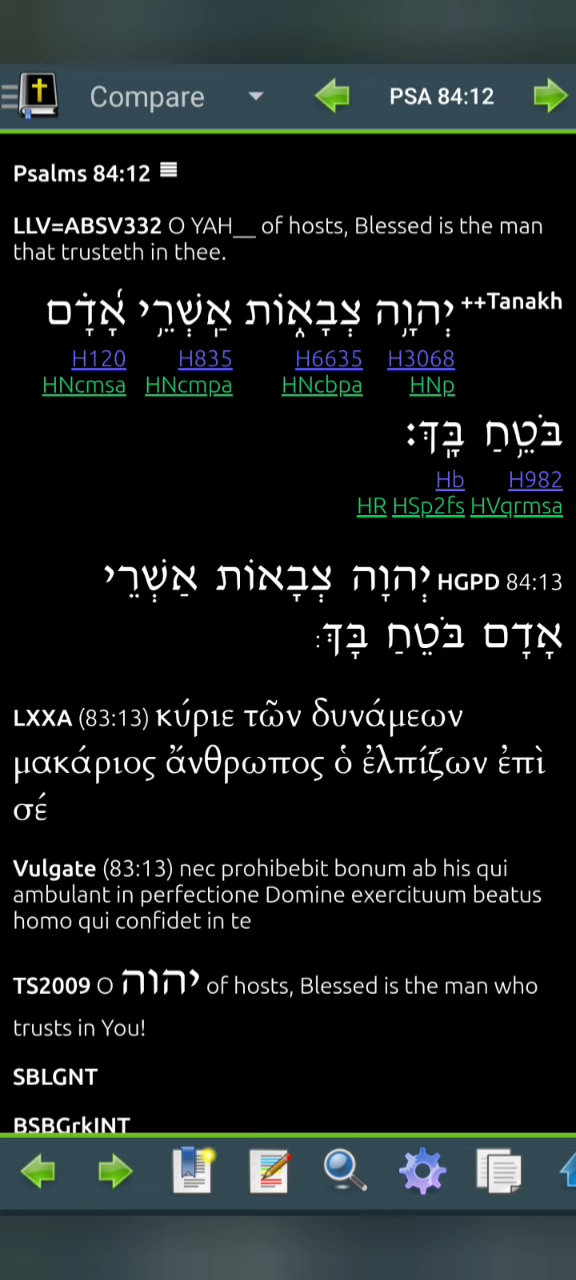 Compare
PSA 84:12
Psalms 84:12
LLV=ABSV332 O YAH__ of hosts, Blessed is the man
that trusteth in thee.
++Tanakh יְהוָ֥ה צְבָא֑וֹת אַֽשְׁרֵ֥י אָ֝דָ֗ם
H3068 H6635 H835 H120
HNp HNcbpa HNcmpa HNcmsa
בֹּטֵ֥חַ בָּֽךְ׃
H982 Hb
HVqrmsa HSp2fs HR
HGPD 84:13 יְהוָה צְבָאוֹת אַשְׁרֵי
אָדָם בֹּטֵחַ בָּךְ׃
LXXA (83:13) κύριε τῶν δυνάμεων
μακάριος ἄνθρωπος ὁ ἐλπίζων ἐπὶ
σέ
Vulgate (83:13) nec prohibebit bonum ab his qui
ambulant in perfectione Domine exercituum beatus
homo qui confidet in te
TS2009 O יהוה of hosts, Blessed is the man who
trusts in You!
SBLGNT
BSBGrkINT